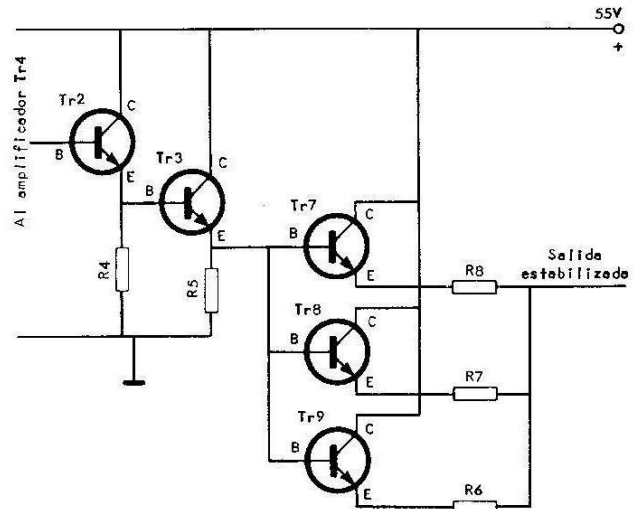 55V
+
Al amplificador Tr4
Tr2
C
B
E
Tr3
C
B
E
R4
R5
Tr7
C
B
E
R8
Salida
estabilizada
Tr8
C
B
E
R7
Tr9
C
B
E
R6